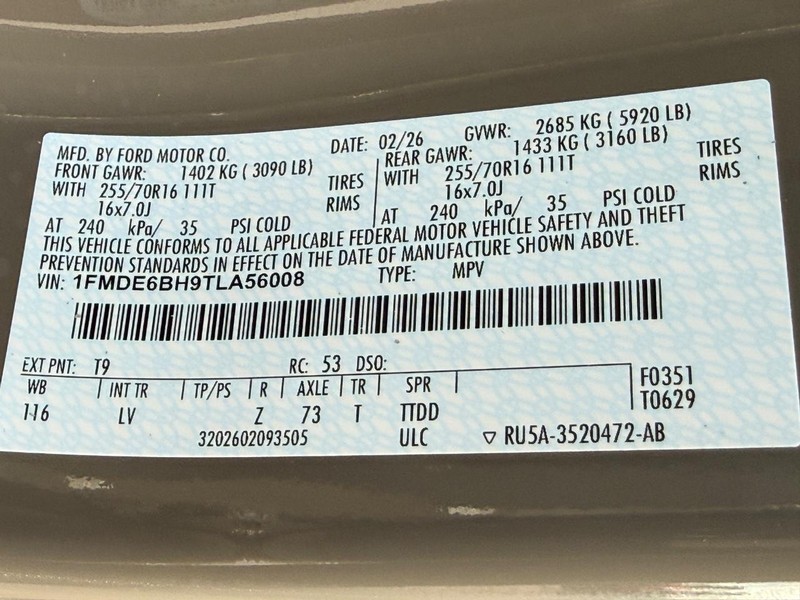 MFD. BY FORD MOTOR CO. DATE: 02/26 GVWR: 2685 KG ( 5920 LB)
FRONT GAWR: 1402 KG ( 3090 LB) REAR GAWR: 1433 KG ( 3160 LB)
WITH 255/70R16 111T TIRES WITH 255/70R16 111T TIRES
16x7.0J RIMS 16x7.0J RIMS
AT 240 kPa/ 35 PSI COLD AT 240 kPa/ 35 PSI COLD
THIS VEHICLE CONFORMS TO ALL APPLICABLE FEDERAL MOTOR VEHICLE SAFETY AND THEFT
PREVENTION STANDARDS IN EFFECT ON THE DATE OF MANUFACTURE SHOWN ABOVE.
VIN: 1FMDE6BH9TLA56008 TYPE: MPV
EXT PNT: T9 RC: 53 DSO:
WB INT TR TP/PS R AXLE TR SPR F0351
T0629
116 LV Z 73 T TTDD
3202602093505 ULC ▽ RU5A-3520472-AB